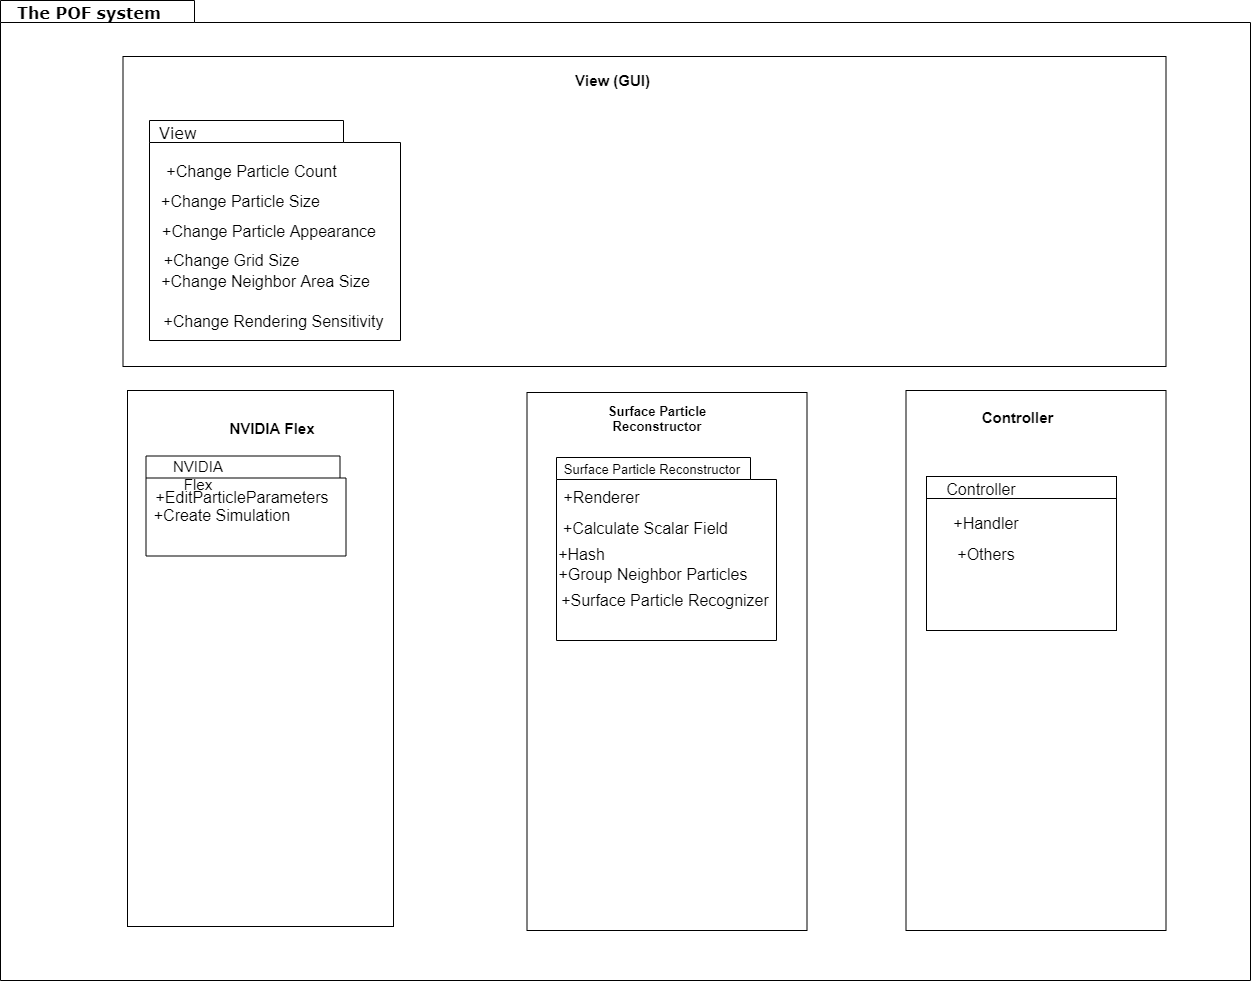 The POF system
View (GUI)
View
+Change Particle Count
+Change Particle Size
+Change Particle Appearance
+Change Grid Size
+Change Neighbor Area Size
+Change Rendering Sensitivity
NVIDIA Flex
NVIDIA
Flex
+EditParticleParameters
+Create Simulation
Surface Particle
Reconstructor
Surface Particle Reconstructor
+Renderer
+Calculate Scalar Field
+Hash
+Group Neighbor Particles
+Surface Particle Recognizer
Controller
Controller
+Handler
+Others